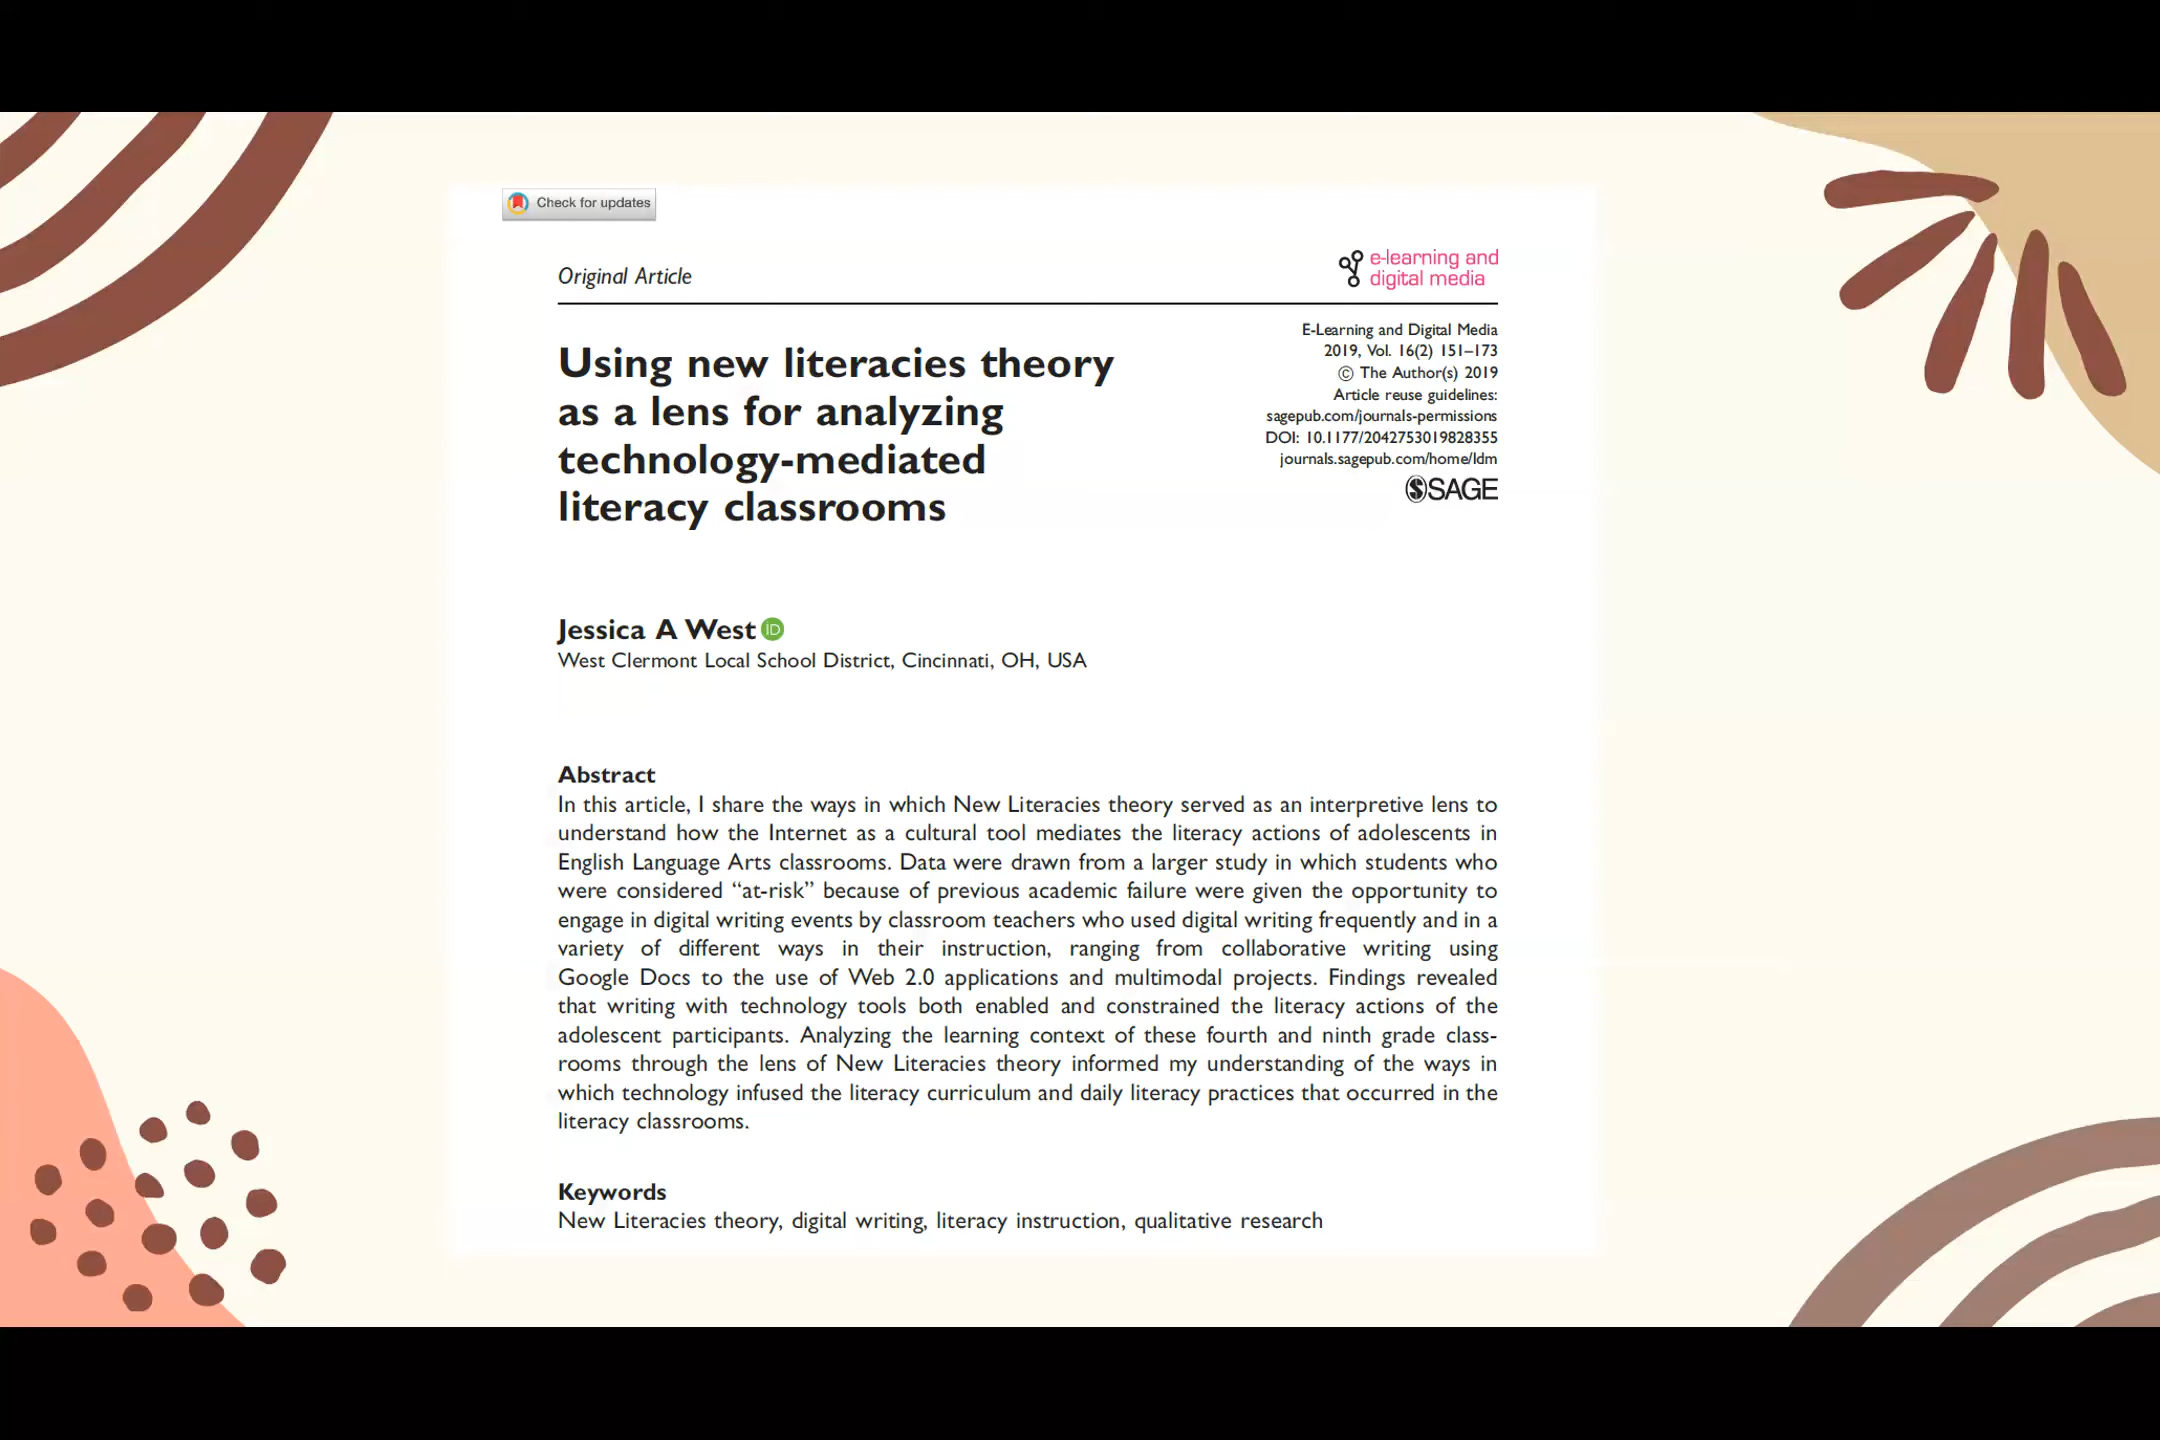 Check for updates
Original Article
e-learning and
digital media
E-Learning and Digital Media
2019, Vol. 16(2) 151–173
© The Author(s) 2019
Article reuse guidelines:
sagepub.com/journals-permissions
DOI: 10.1177/2042753019828355
journals.sagepub.com/home/ldm
SAGE
Using new literacies theory
as a lens for analyzing
technology-mediated
literacy classrooms
Jessica A West iD
West Clermont Local School District, Cincinnati, OH, USA
Abstract
In this article, I share the ways in which New Literacies theory served as an interpretive lens to
understand how the Internet as a cultural tool mediates the literacy actions of adolescents in
English Language Arts classrooms. Data were drawn from a larger study in which students who
were considered “at-risk” because of previous academic failure were given the opportunity to
engage in digital writing events by classroom teachers who used digital writing frequently and in a
variety of different ways in their instruction, ranging from collaborative writing using
Google Docs to the use of Web 2.0 applications and multimodal projects. Findings revealed
that writing with technology tools both enabled and constrained the literacy actions of the
adolescent participants. Analyzing the learning context of these fourth and ninth grade class-
rooms through the lens of New Literacies theory informed my understanding of the ways in
which technology infused the literacy curriculum and daily literacy practices that occurred in the
literacy classrooms.
Keywords
New Literacies theory, digital writing, literacy instruction, qualitative research